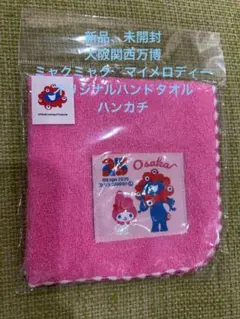 新品、未開封
大阪関西万博
ミャクミャク マイメロディー
オリジナルハンドタオル
ハンカチ
Osaka
EXPO 2025